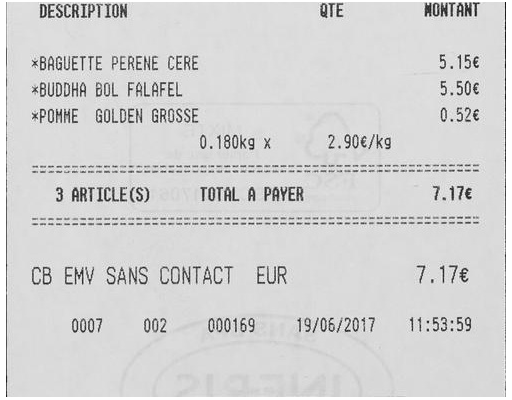 DESCRIPTION QTE MONTANT
*BAGUETTE PERENE CERE 5.15€
*BUDDHA BOL FALAFEL 5.50€
*POMME GOLDEN GROSSE 0.52€
0.180kg x 2.90€/kg
================================================
3 ARTICLE(S) TOTAL A PAYER 7.17€
================================================
CB EMV SANS CONTACT EUR 7.17€
0007 002 000169 19/06/2017 11:53:59